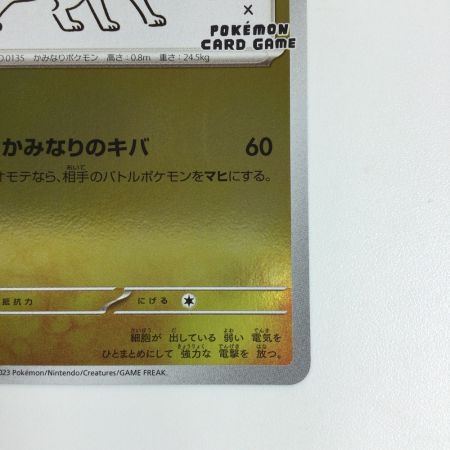 ×
POKÉMON
CARD GAME
O.0135 かみなりポケモン 高さ：0.8m 重さ：24.5kg
かみなりのキバ 60
オモテなら、相手のバトルポケモンをマヒにする。
抵抗力 にげる
細胞が 出している 弱い 電気を
ひとまとめにして 強力な 電撃を 放つ。
023 Pokémon/Nintendo/Creatures/GAME FREAK.